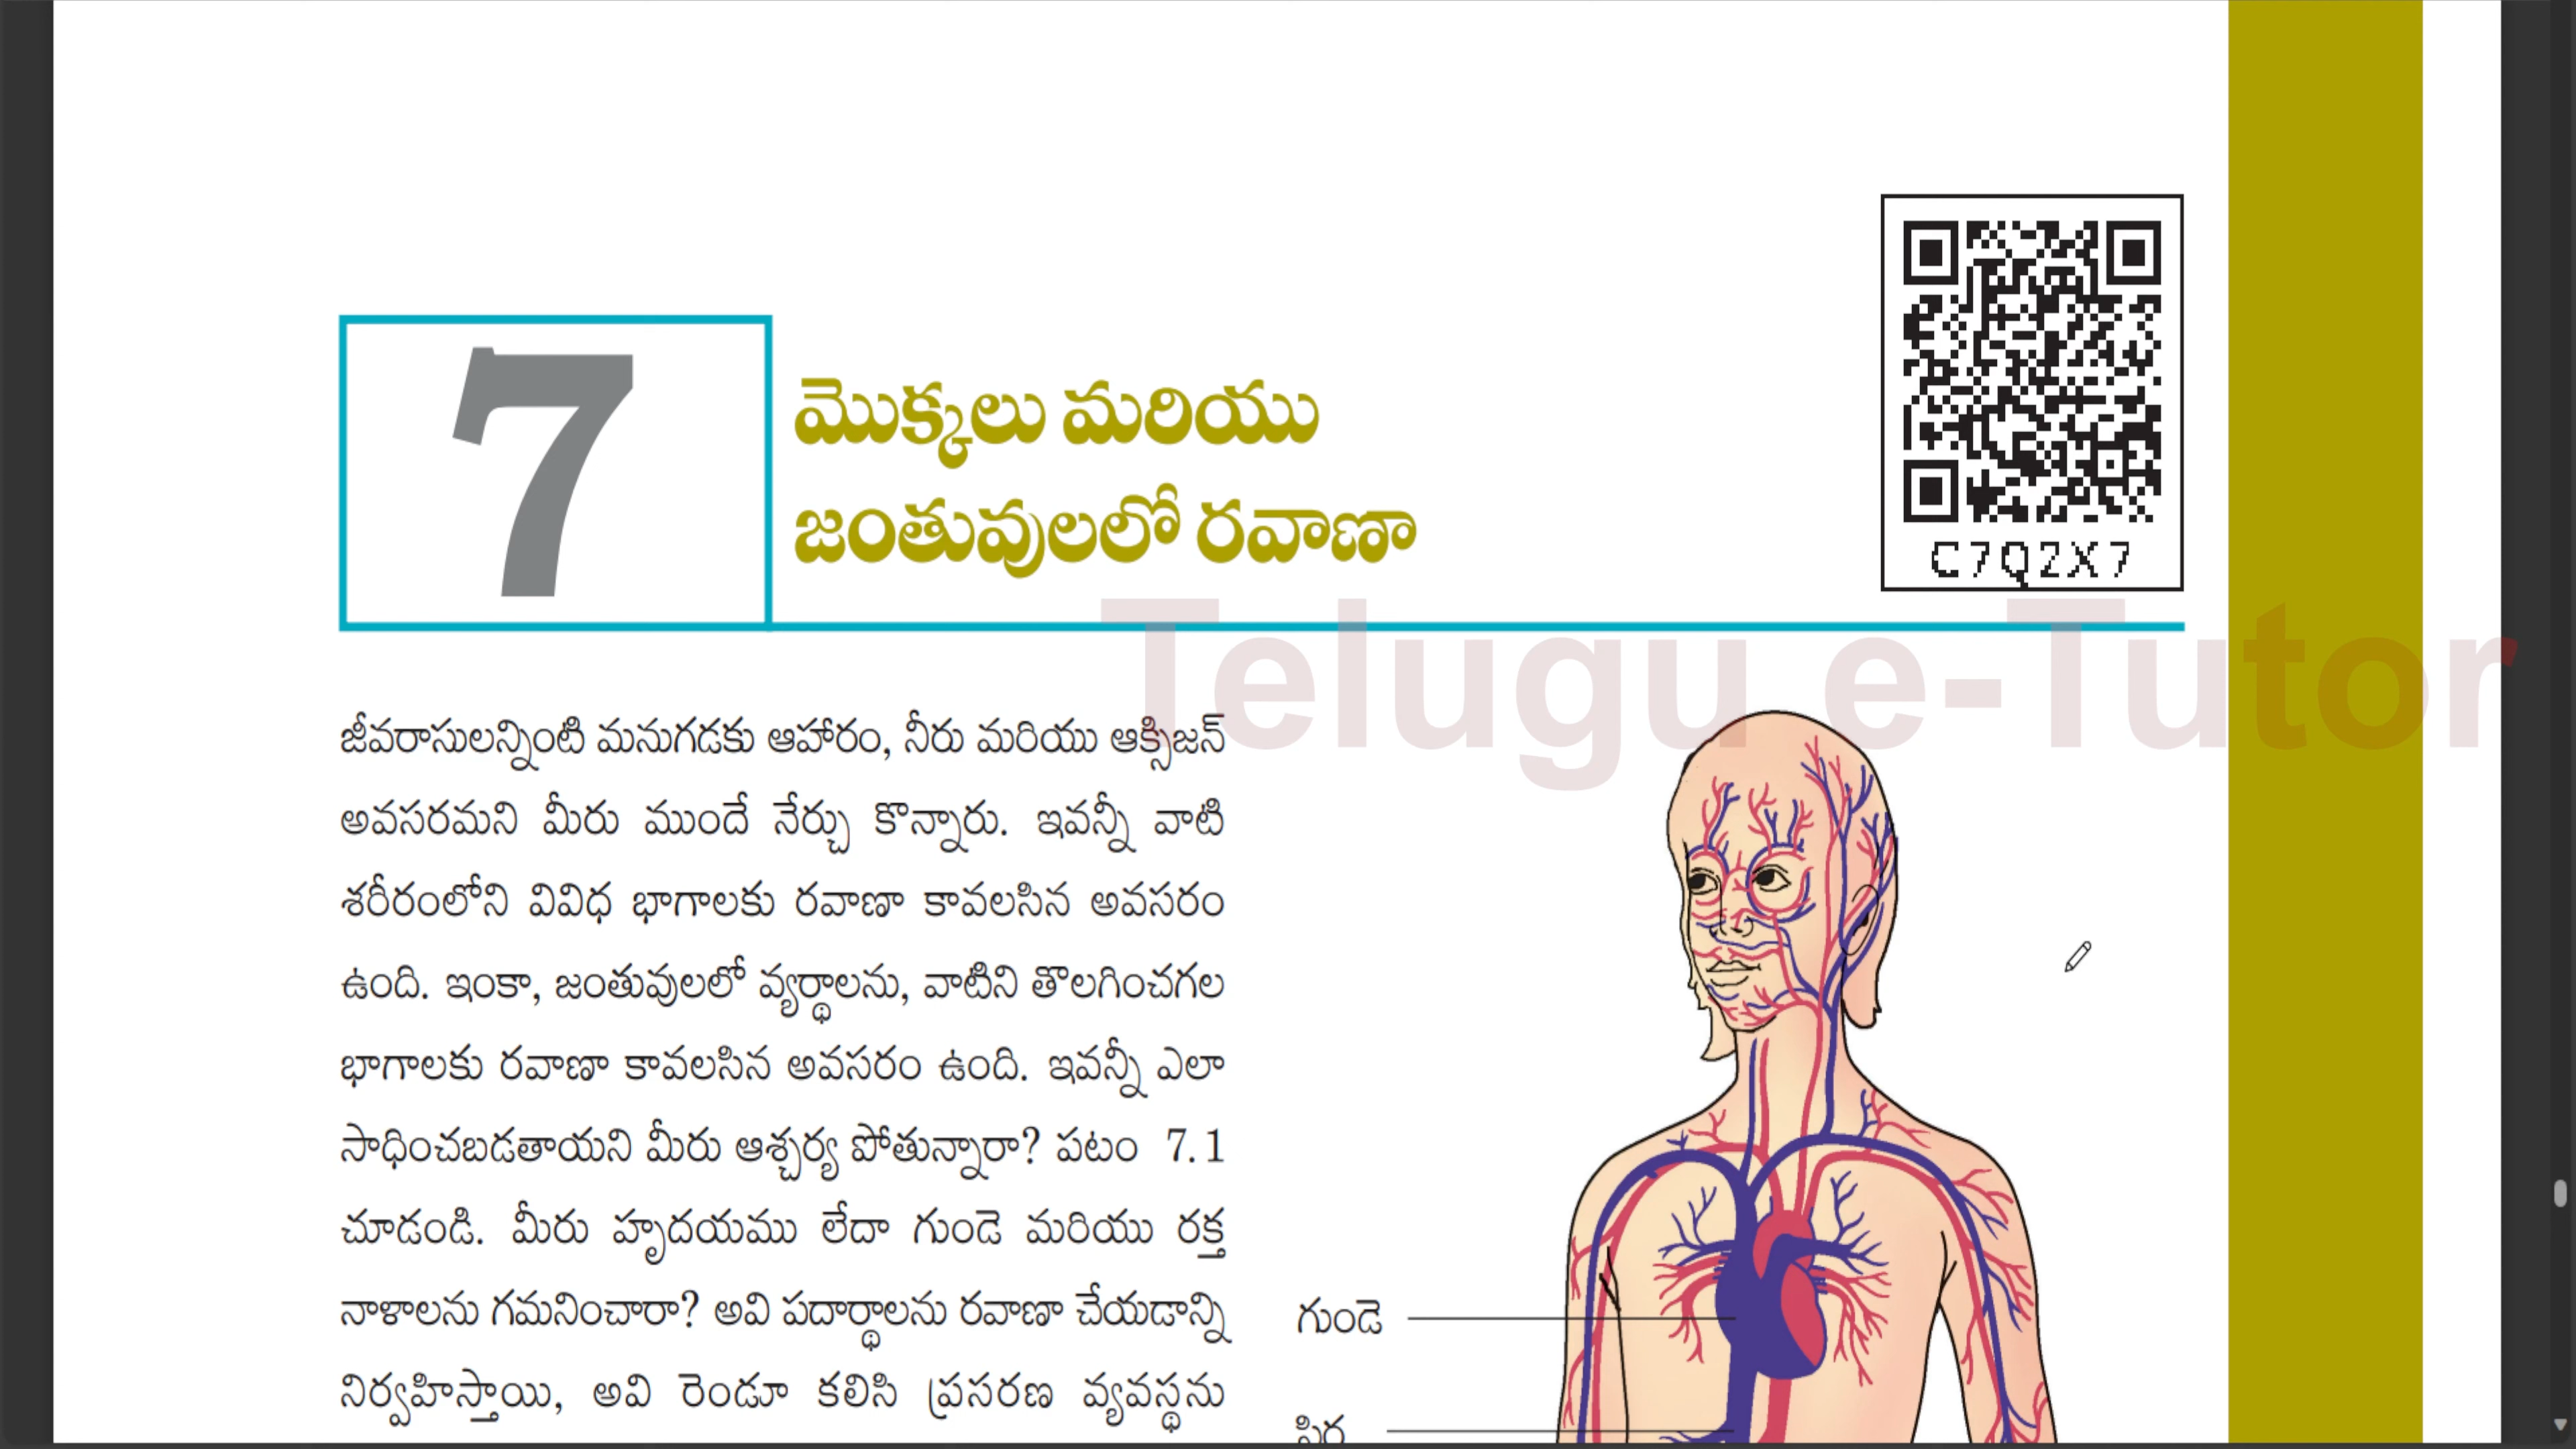 7
మొక్కలు మరియు
జంతువులలో రవాణా
C7Q2X7
Telugu e-Tutor
జీవరాసులన్నింటి మనుగడకు ఆహారం, నీరు మరియు ఆక్సిజన్
అవసరమని మీరు ముందే నేర్చు కొన్నారు. ఇవన్నీ వాటి
శరీరంలోని వివిధ భాగాలకు రవాణా కావలసిన అవసరం
ఉంది. ఇంకా, జంతువులలో వ్యర్థాలను, వాటిని తొలగించగల
భాగాలకు రవాణా కావలసిన అవసరం ఉంది. ఇవన్నీ ఎలా
సాధించబడతాయని మీరు ఆశ్చర్య పోతున్నారా? పటం 7.1
చూడండి. మీరు హృదయము లేదా గుండె మరియు రక్త
నాళాలను గమనించారా? అవి పదార్థాలను రవాణా చేయడాన్ని
నిర్వహిస్తాయి, అవి రెండూ కలిసి ప్రసరణ వ్యవస్థను
గుండె
సిర